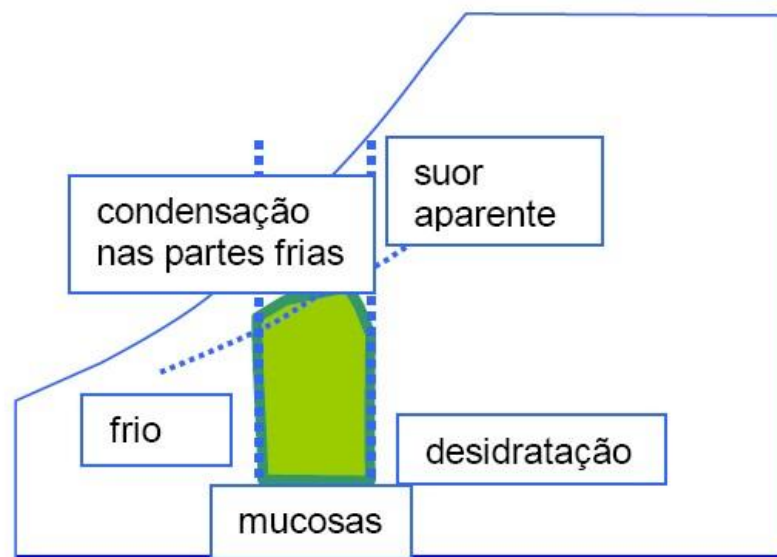 condensação
nas partes frias
suor
aparente
frio
desidratação
mucosas